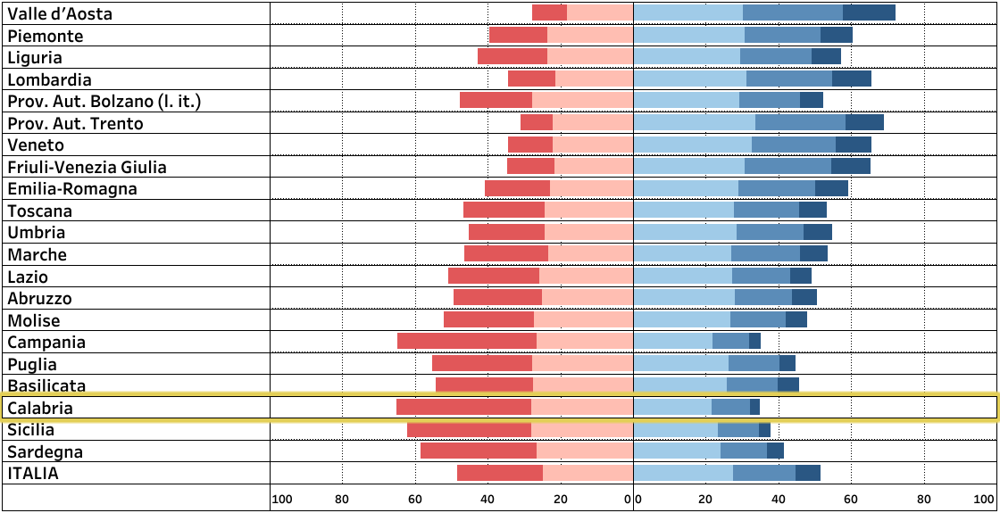 Valle d'Aosta
Piemonte
Liguria
Lombardia
Prov. Aut. Bolzano (l. it.)
Prov. Aut. Trento
Veneto
Friuli-Venezia Giulia
Emilia-Romagna
Toscana
Umbria
Marche
Lazio
Abruzzo
Molise
Campania
Puglia
Basilicata
Calabria
Sicilia
Sardegna
ITALIA
100 80 60 40 20 0 0 20 40 60 80 100